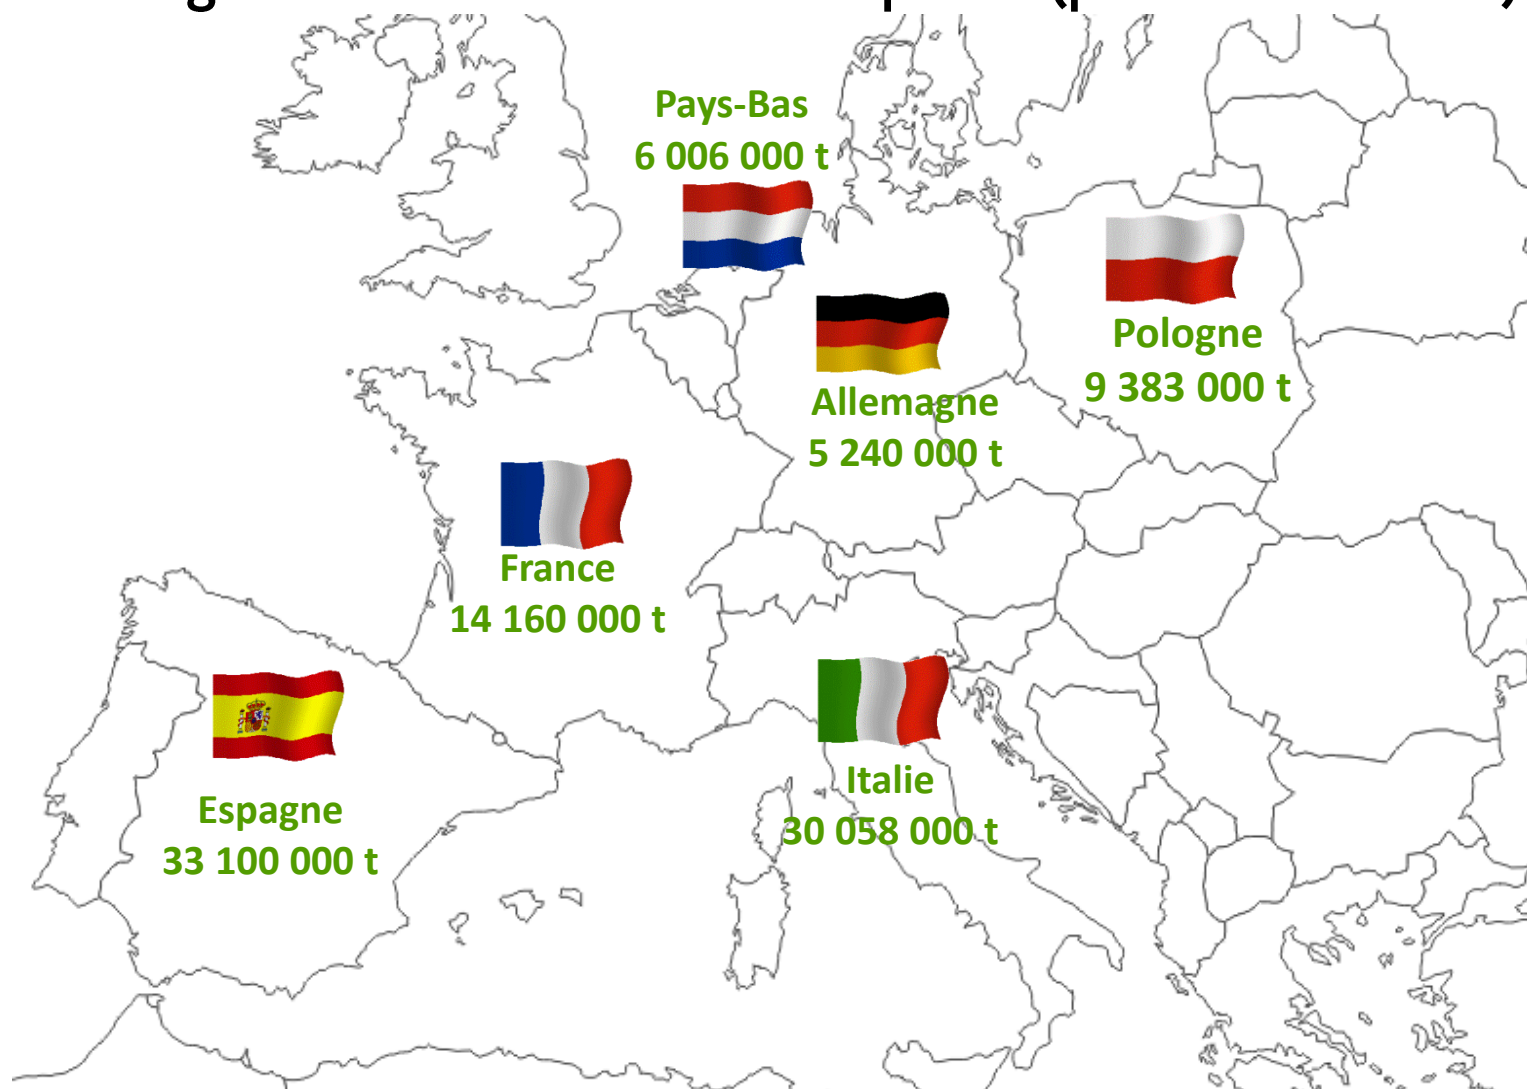 Pays-Bas
6 006 000 t
Pologne
9 383 000 t
Allemagne
5 240 000 t
France
14 160 000 t
Espagne
33 100 000 t
Italie
30 058 000 t